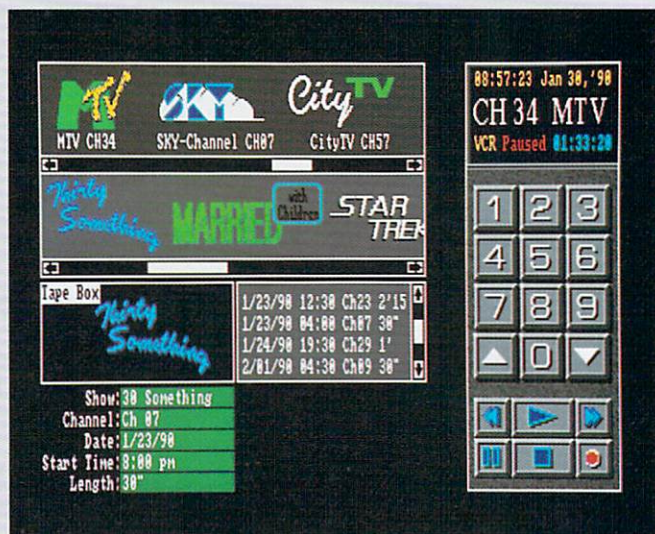 MTV
SKY
City TV
MTV CH34
SKY-Channel CH07
CityTV CH57
Thirty Something
MARRIED with Children
STAR TREK
Tape Box
Thirty Something
1/23/90 12:30 Ch23 2'15
1/23/90 04:00 Ch07 30"
1/24/90 19:30 Ch29 1'
2/01/90 04:30 Ch09 30"
Show: 30 Something
Channel: Ch 07
Date: 1/23/90
Start Time: 8:00 pm
Length: 30"
08:57:23 Jan 30,'90
CH 34 MTV
VCR Paused 01:33:20
1 2 3
4 5 6
7 8 9
0